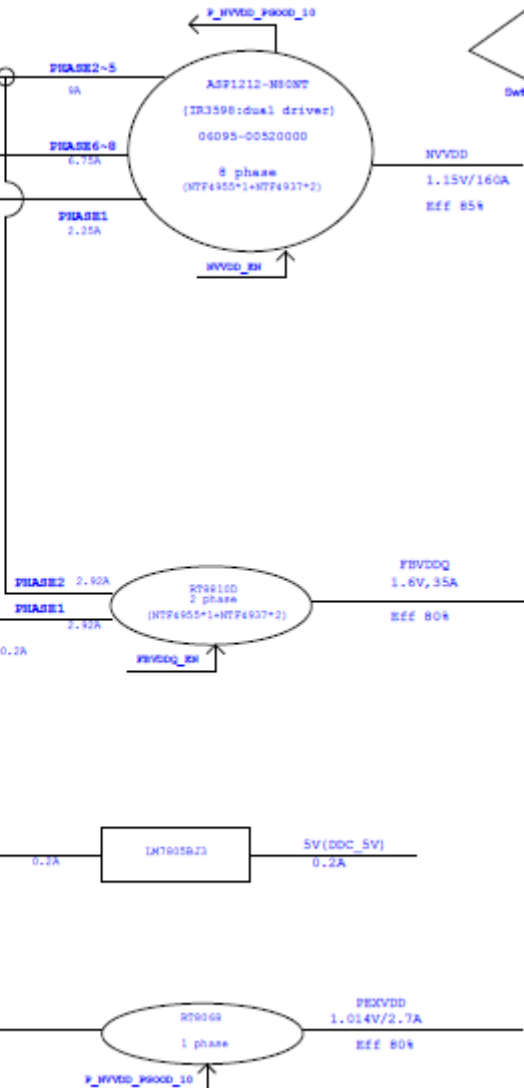 P_NVVDD_PGOOD_10
PHASE2~5
9A
ASP1212-N80NT
(IR3598:dual driver)
06095-00520000
8 phase
(NTF4955*1+NTF4937*2)
PHASE6~8
6.75A
PHASE1
2.25A
NVVDD
1.15V/160A
Eff 85%
NVVDD_EN
FBVDDQ
1.6V,35A
Eff 80%
PHASE2 2.92A
PHASE1
2.92A
0.2A
2 phase
(NTF4955*1+NTF4937*2)
FBVDDQ_EN
0.2A
LM7805BJ3
5V(DDC_5V)
0.2A
RT8068
1 phase
PEXVDD
1.014V/2.7A
Eff 80%
P_NVVDD_PGOOD_10